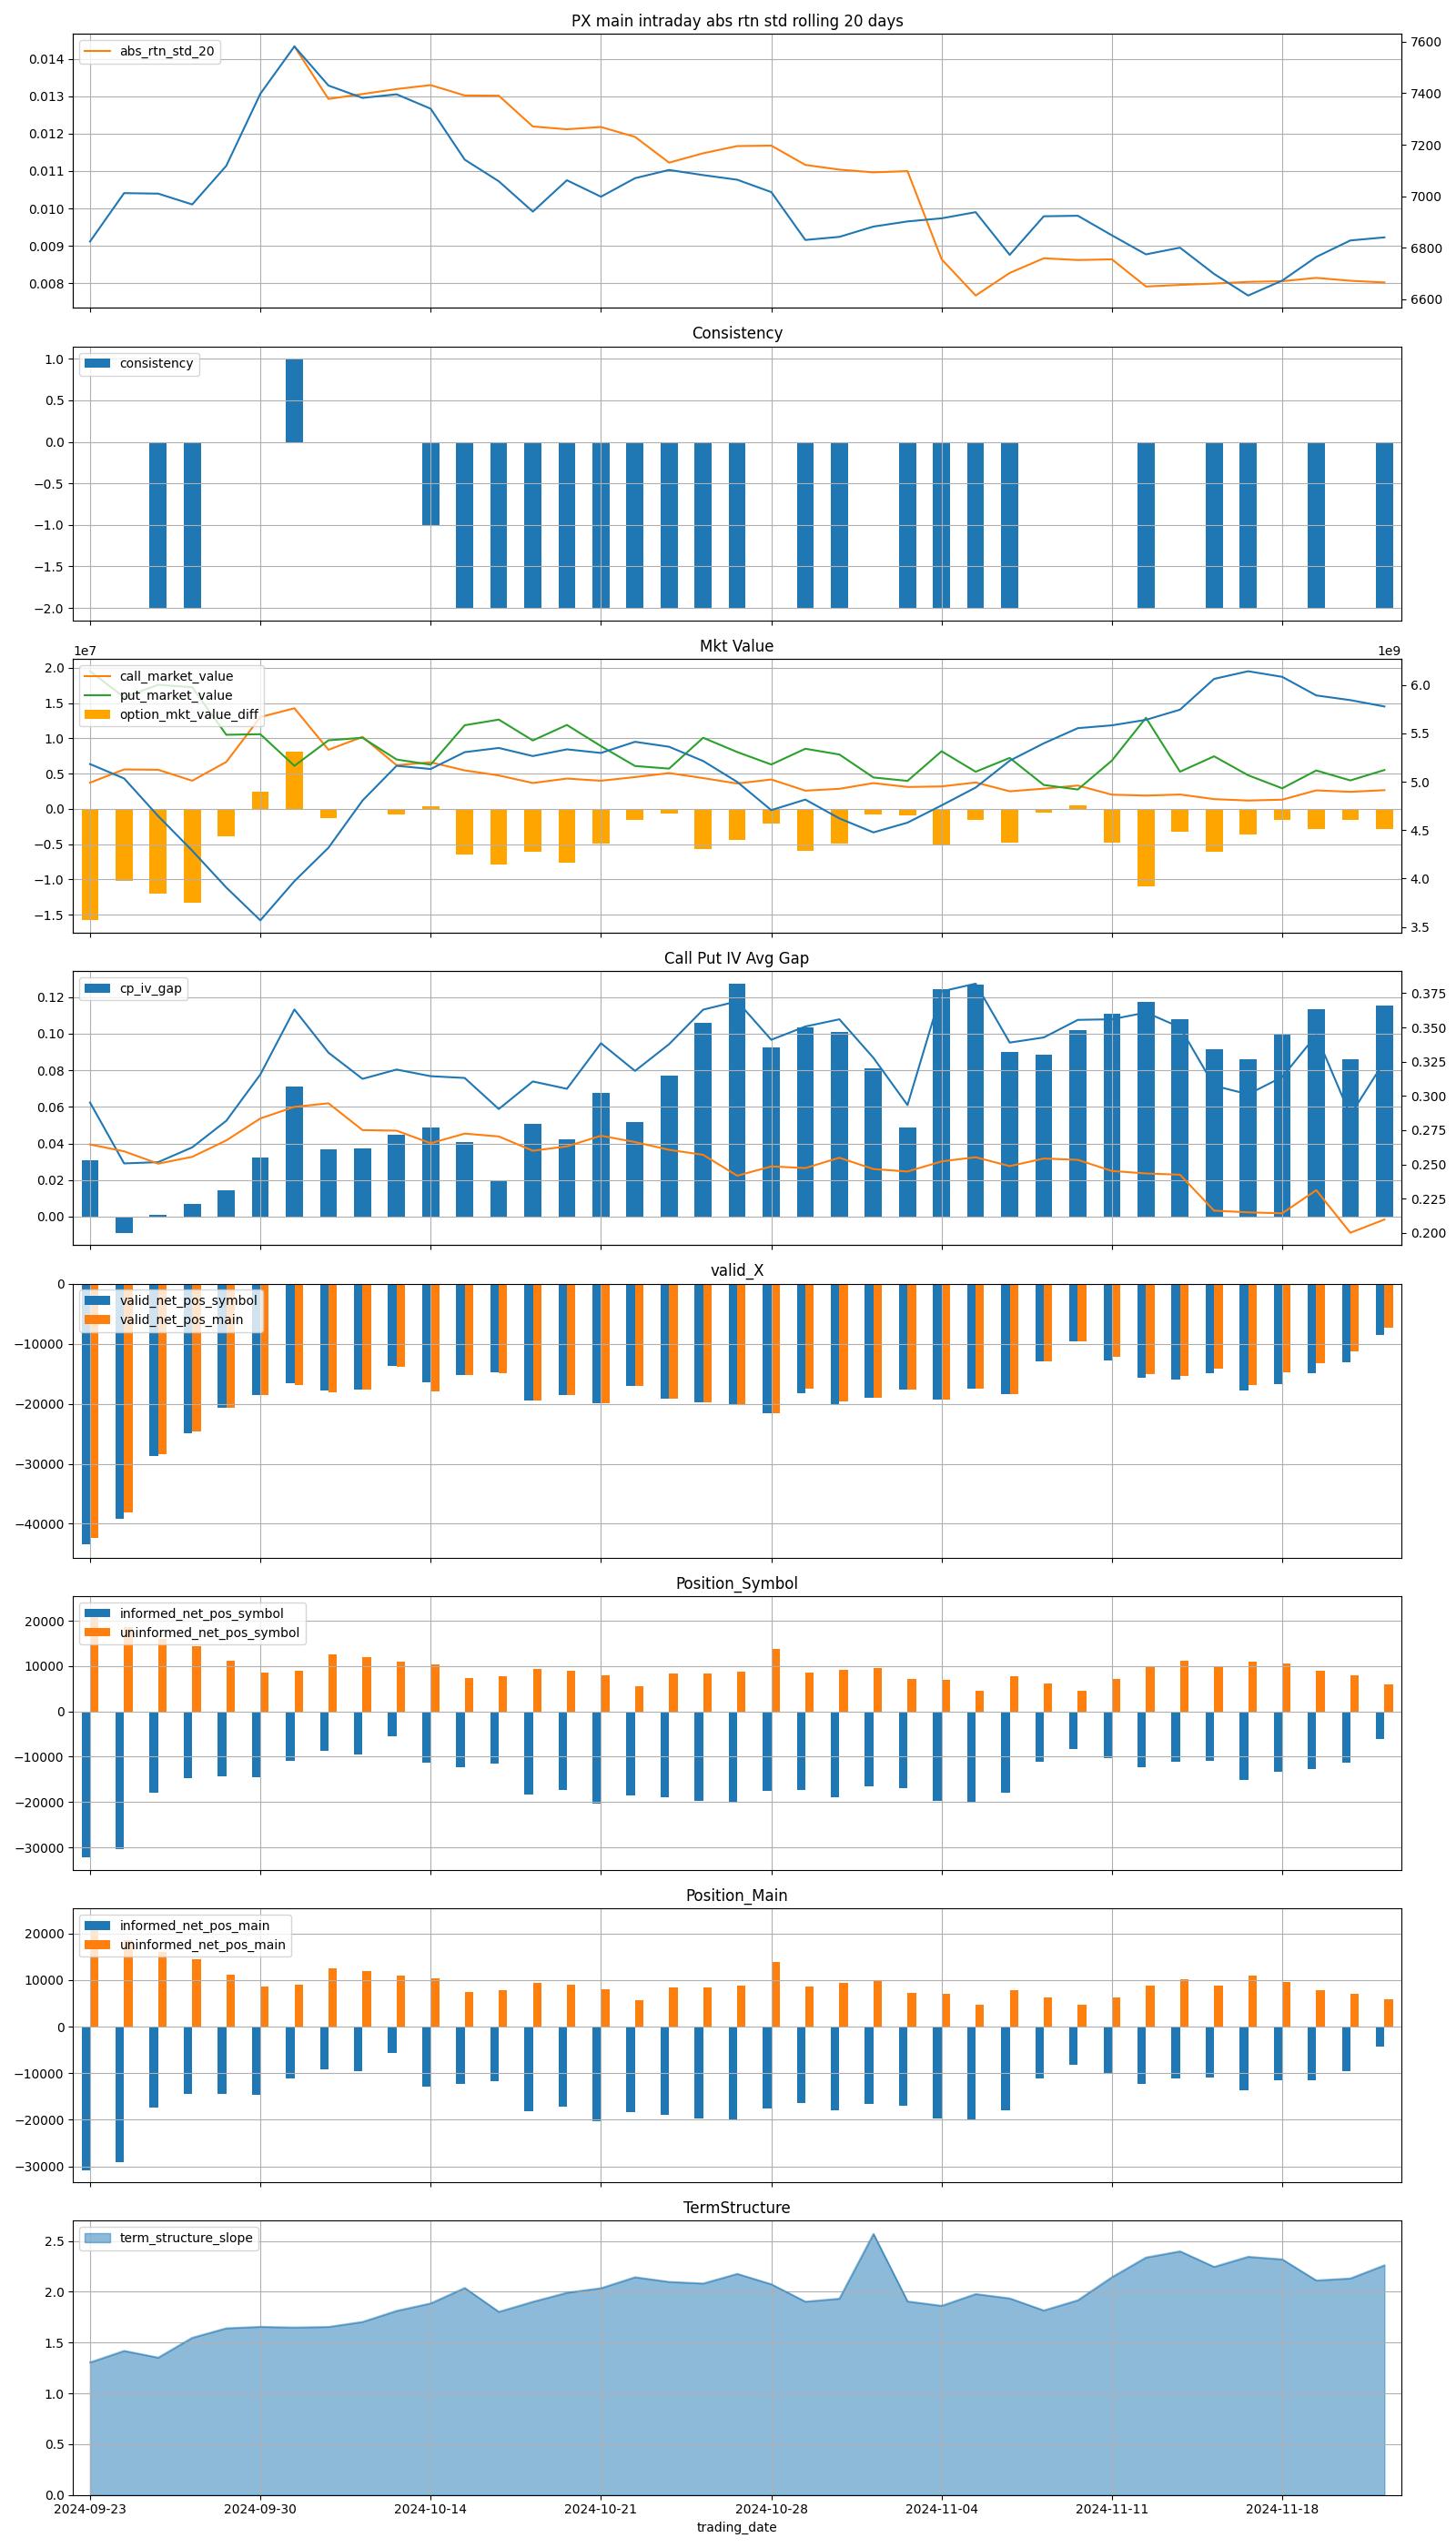 PX main intraday abs rtn std rolling 20 days
abs_rtn_std_20
0.014
0.013
0.012
0.011
0.010
0.009
0.008
7600
7400
7200
7000
6800
6600
Consistency
consistency
1.0
0.5
0.0
−0.5
−1.0
−1.5
−2.0
Mkt Value
1e7
1e9
call_market_value
put_market_value
option_mkt_value_diff
2.0
1.5
1.0
0.5
0.0
−0.5
−1.0
−1.5
6.0
5.5
5.0
4.5
4.0
3.5
Call Put IV Avg Gap
cp_iv_gap
0.12
0.10
0.08
0.06
0.04
0.02
0.00
0.375
0.350
0.325
0.300
0.275
0.250
0.225
0.200
valid_X
valid_net_pos_symbol
valid_net_pos_main
0
−10000
−20000
−30000
−40000
Position_Symbol
informed_net_pos_symbol
uninformed_net_pos_symbol
20000
10000
0
−10000
−20000
−30000
Position_Main
informed_net_pos_main
uninformed_net_pos_main
20000
10000
0
−10000
−20000
−30000
TermStructure
term_structure_slope
2.5
2.0
1.5
1.0
0.5
0.0
2024-09-23 2024-09-30 2024-10-14 2024-10-21 2024-10-28 2024-11-04 2024-11-11 2024-11-18
trading_date